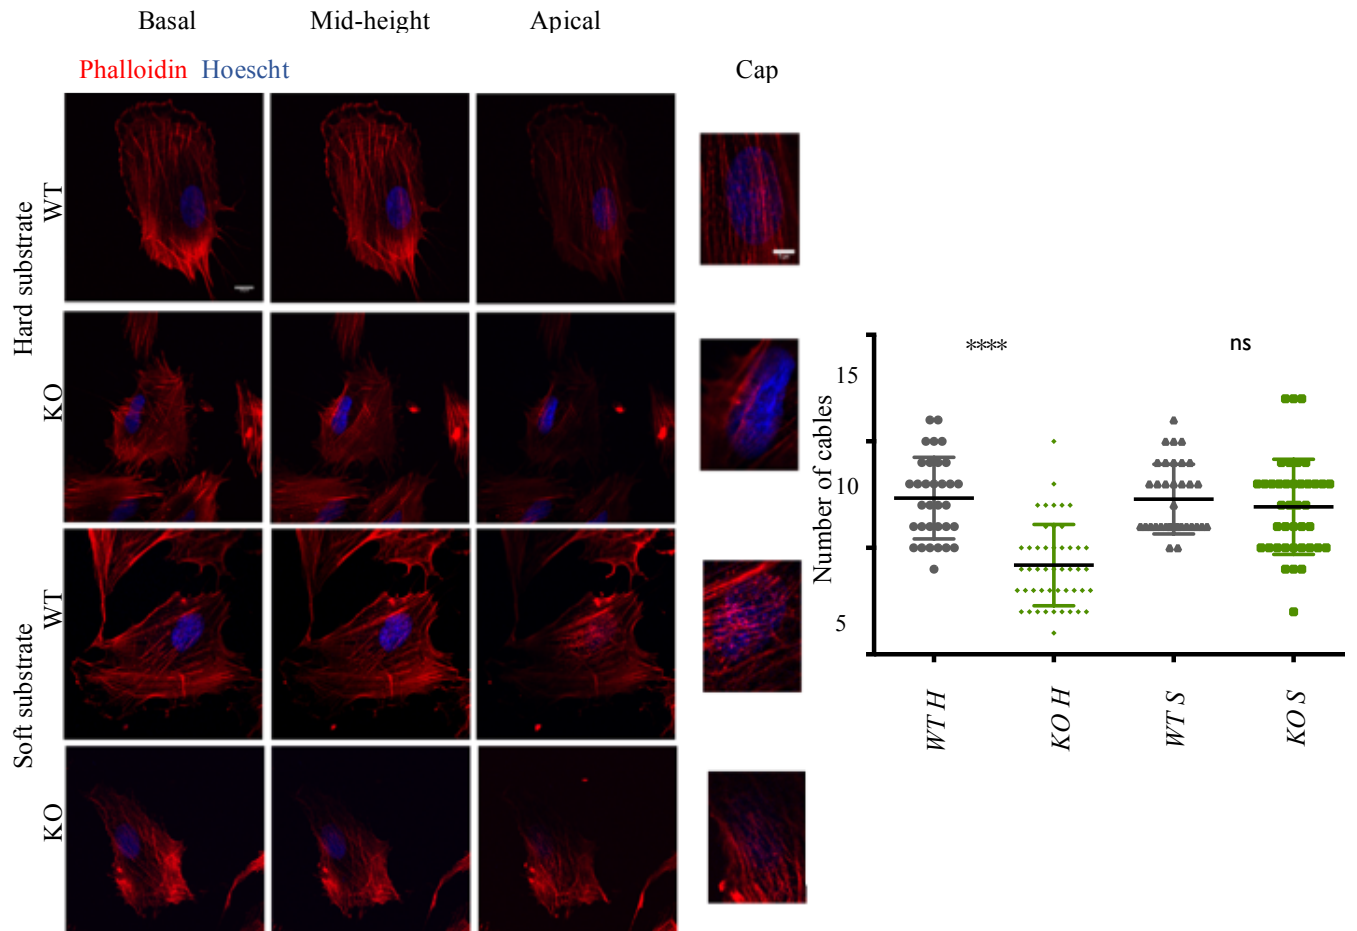 Basal Mid-height Apical
Phalloidin Hoescht
Cap
Hard substrate
WT
KO
Soft substrate
WT
KO
Number of cables
15
10
5
**** ns
WT H KO H WT S KO S